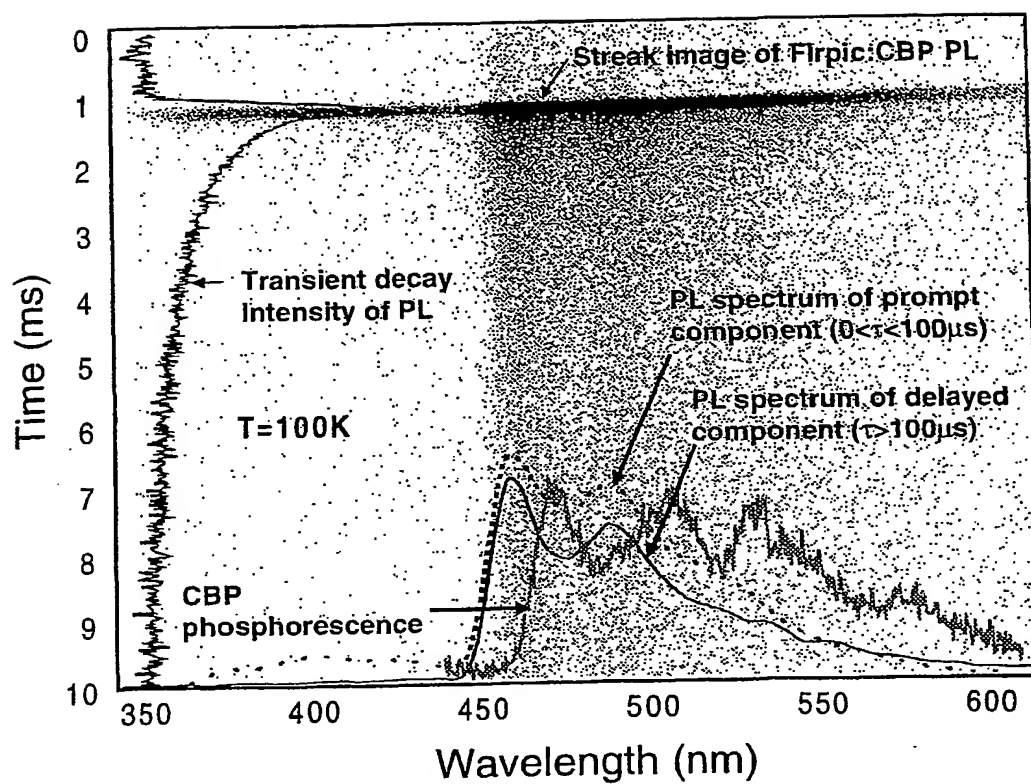 Streak image of Firpic:CBP PL
Transient decay
intensity of PL
PL spectrum of prompt
component (0<τ<100μs)
PL spectrum of delayed
component (τ>100μs)
T=100K
CBP
phosphorescence
Time (ms)
0
1
2
3
4
5
6
7
8
9
10
350
400
450
500
550
600
Wavelength (nm)